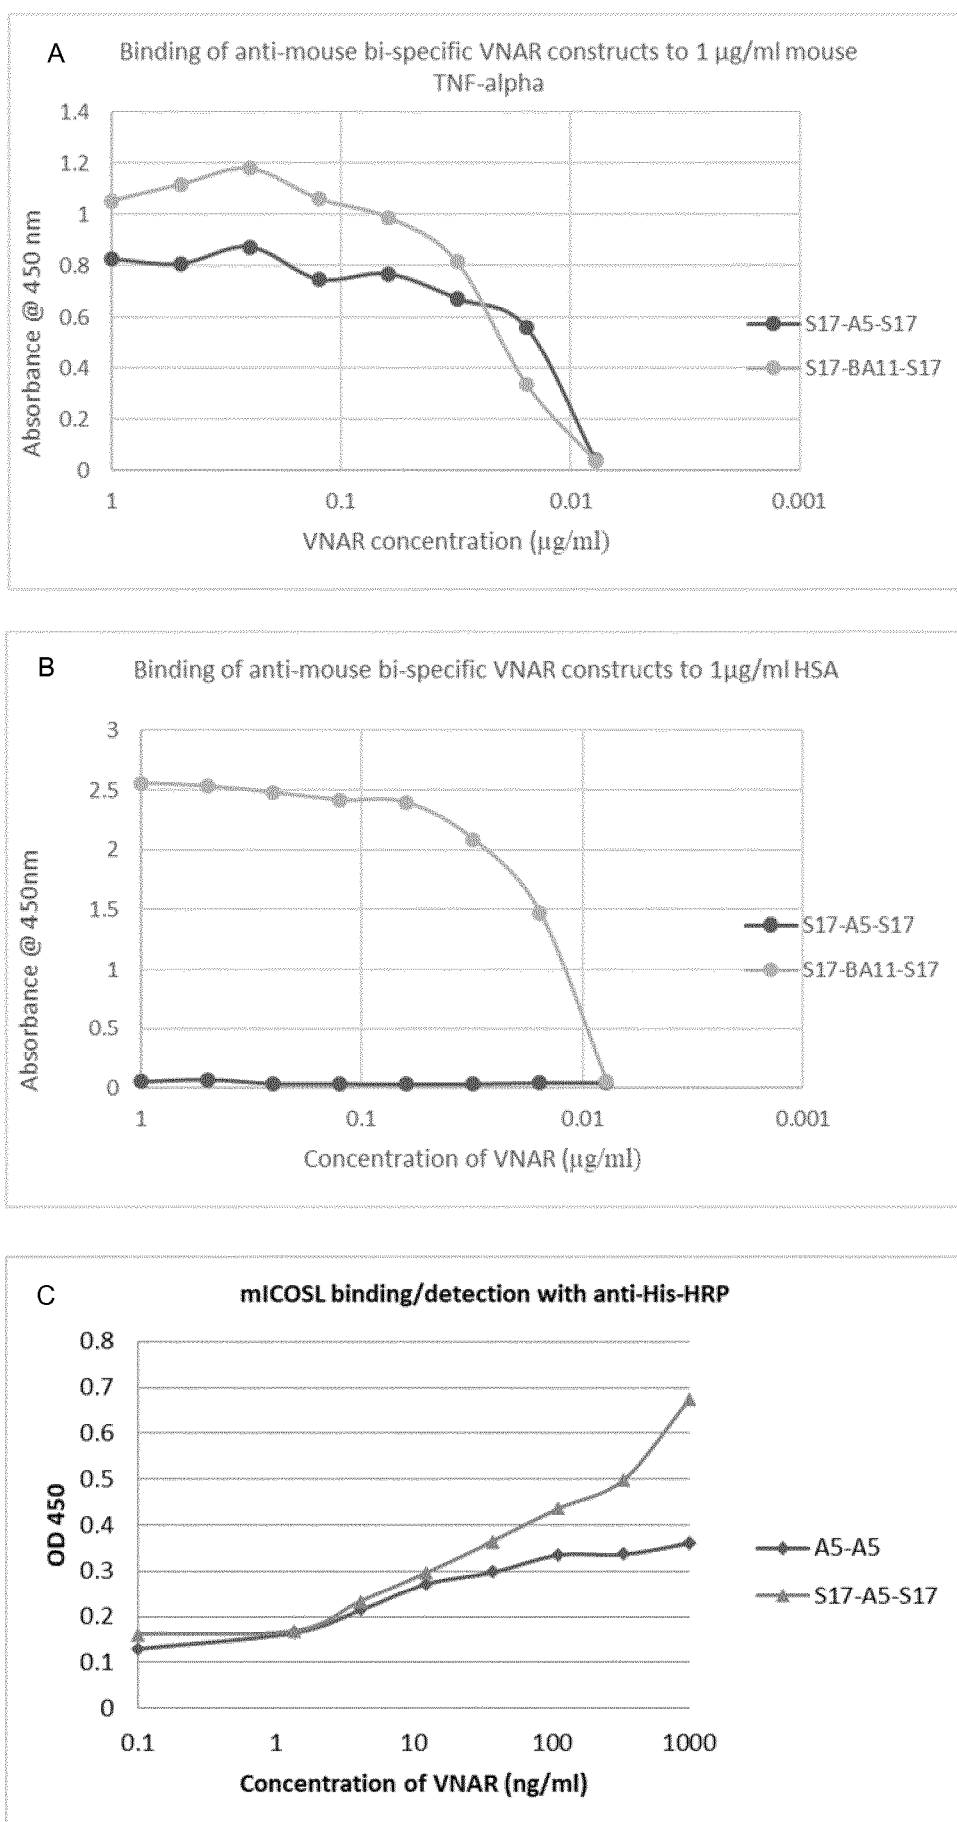 A
Binding of anti-mouse bi-specific VNAR constructs to 1 µg/ml mouse
TNF-alpha
1.4
1.2
1
0.8
0.6
0.4
0.2
0
Absorbance @ 450 nm
1
0.1
0.01
0.001
VNAR concentration (µg/ml)
S17-A5-S17
S17-BA11-S17
B
Binding of anti-mouse bi-specific VNAR constructs to 1µg/ml HSA
3
2.5
2
1.5
1
0.5
0
Absorbance @ 450nm
1
0.1
0.01
0.001
Concentration of VNAR (µg/ml)
S17-A5-S17
S17-BA11-S17
C
mICOSL binding/detection with anti-His-HRP
0.8
0.7
0.6
0.5
0.4
0.3
0.2
0.1
0
OD 450
0.1
1
10
100
1000
Concentration of VNAR (ng/ml)
A5-A5
S17-A5-S17